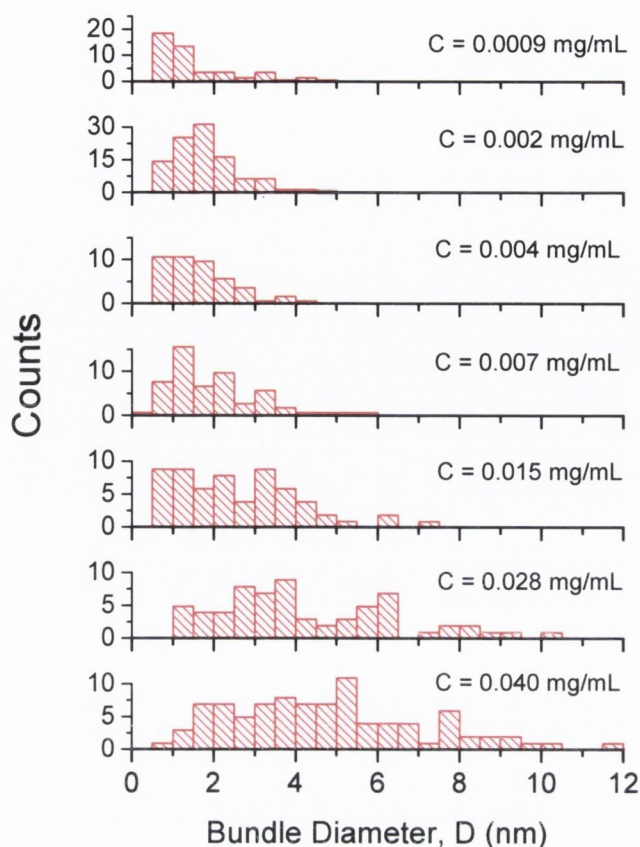 20
10
0
C = 0.0009 mg/mL
30
15
0
C = 0.002 mg/mL
10
0
C = 0.004 mg/mL
10
0
C = 0.007 mg/mL
10
5
0
C = 0.015 mg/mL
10
5
0
C = 0.028 mg/mL
10
5
0
C = 0.040 mg/mL
Counts
0 2 4 6 8 10 12
Bundle Diameter, D (nm)